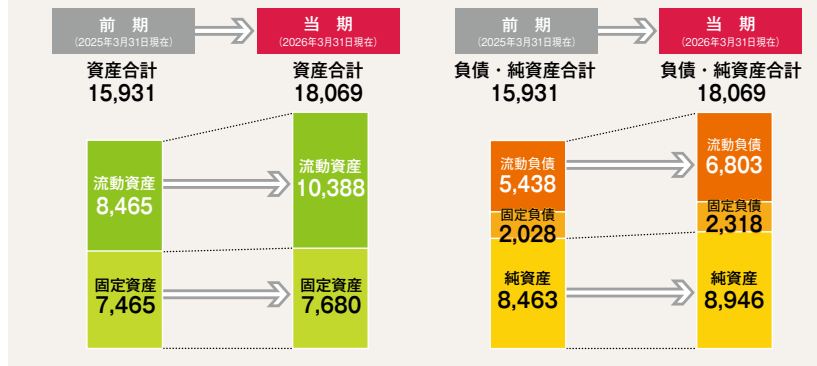 前 期
(2025年3月31日現在)
当 期
(2026年3月31日現在)
資産合計
15,931
資産合計
18,069
流動資産
8,465
流動資産
10,388
固定資産
7,465
固定資産
7,680
前 期
(2025年3月31日現在)
当 期
(2026年3月31日現在)
負債・純資産合計
15,931
負債・純資産合計
18,069
流動負債
5,438
流動負債
6,803
固定負債
2,028
固定負債
2,318
純資産
8,463
純資産
8,946